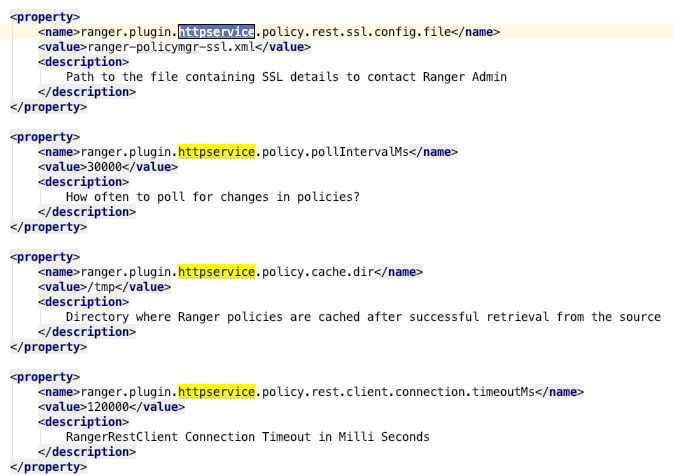 <property>
<name>ranger.plugin.httpservice.policy.rest.ssl.config.file</name>
<value>ranger-policymgr-ssl.xml</value>
<description>
Path to the file containing SSL details to contact Ranger Admin
</description>
</property>
<property>
<name>ranger.plugin.httpservice.policy.pollIntervalMs</name>
<value>30000</value>
<description>
How often to poll for changes in policies?
</description>
</property>
<property>
<name>ranger.plugin.httpservice.policy.cache.dir</name>
<value>/tmp</value>
<description>
Directory where Ranger policies are cached after successful retrieval from the source
</description>
</property>
<property>
<name>ranger.plugin.httpservice.policy.rest.client.connection.timeoutMs</name>
<value>120000</value>
<description>
RangerRestClient Connection Timeout in Milli Seconds
</description>
</property>